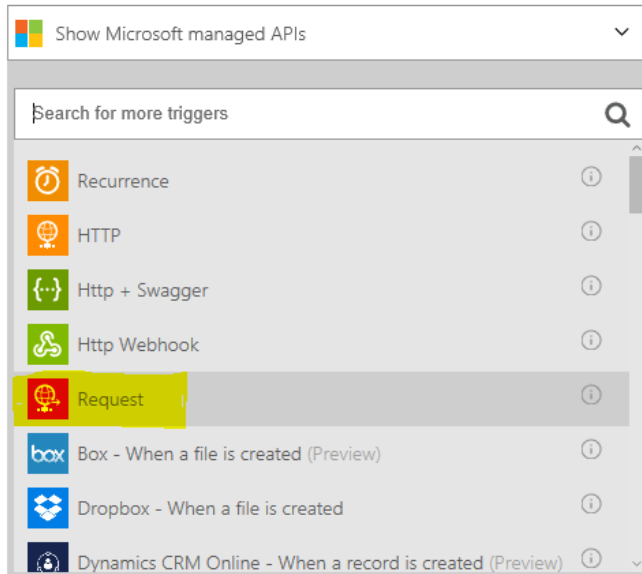 Show Microsoft managed APIs
Search for more triggers
Recurrence
HTTP
Http + Swagger
Http Webhook
Request
box Box - When a file is created (Preview)
Dropbox - When a file is created
Dynamics CRM Online - When a record is created (Preview)